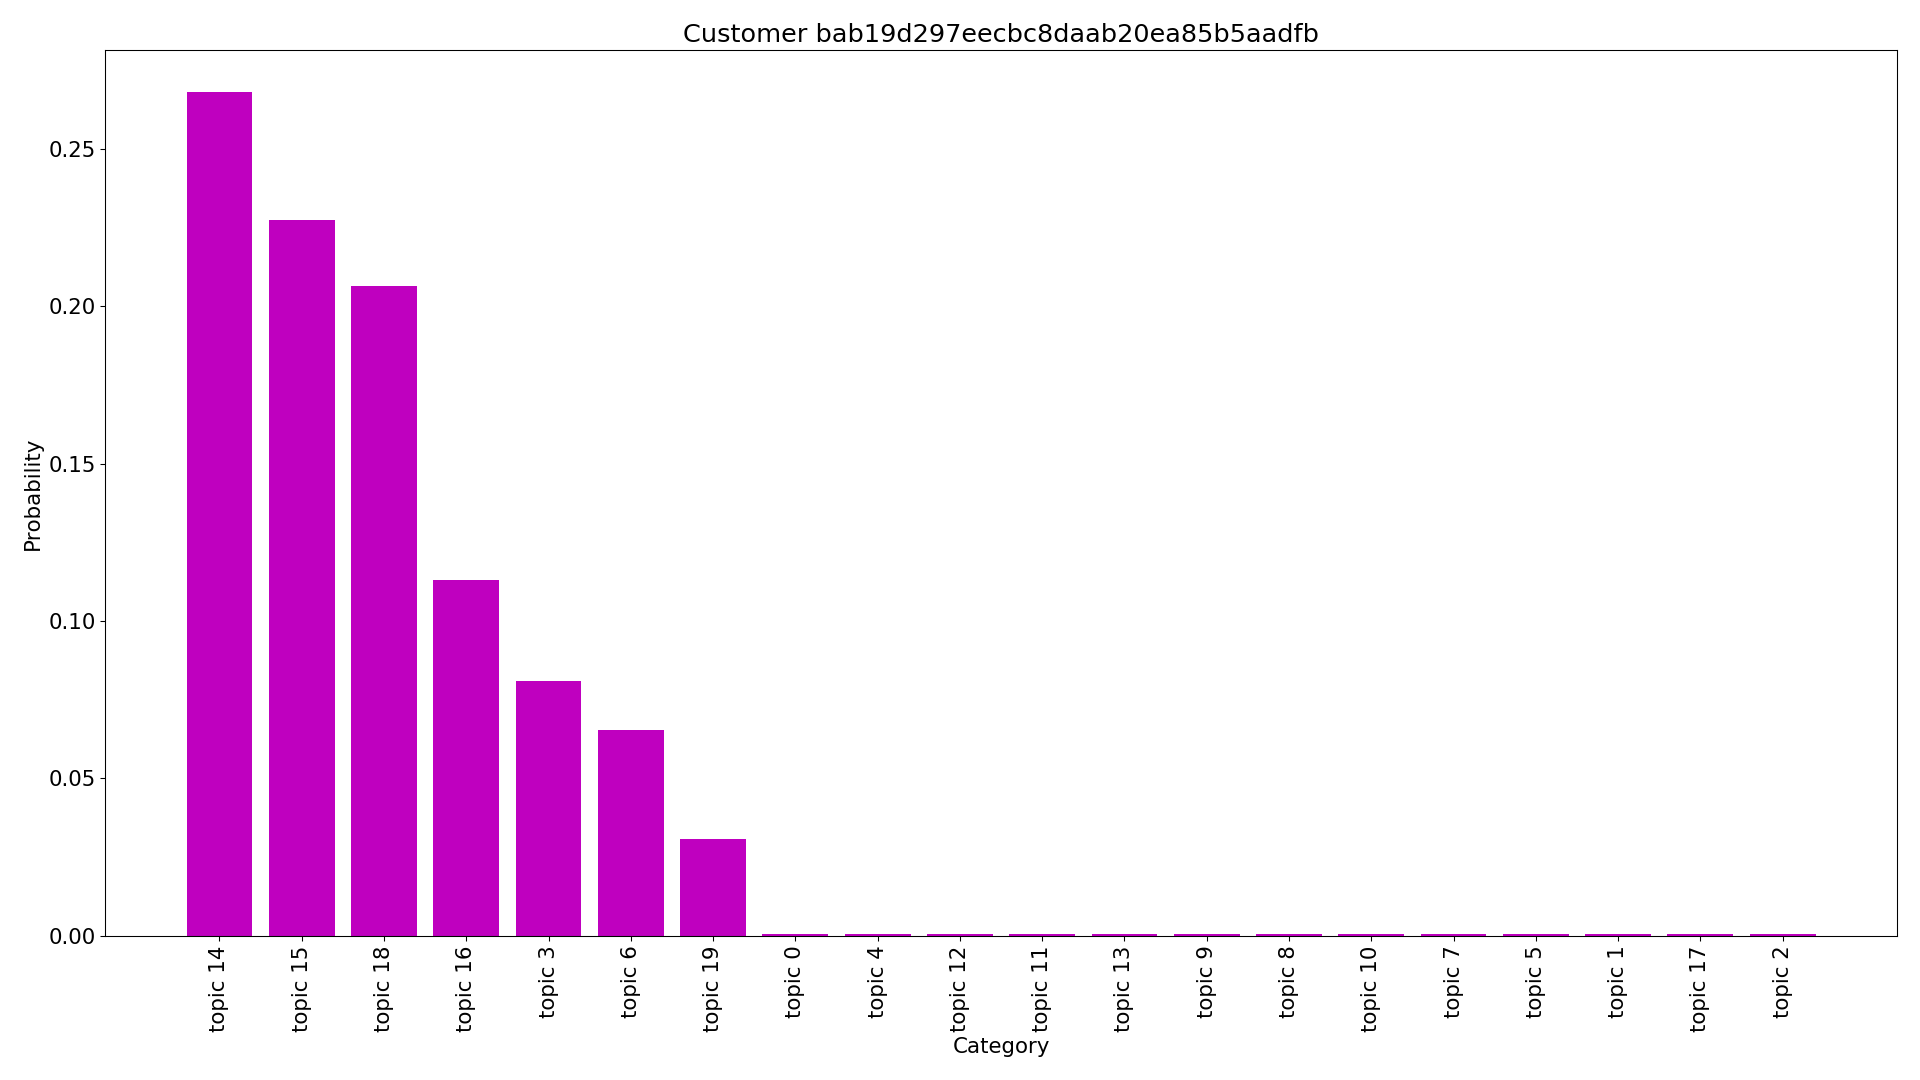 Customer bab19d297eecbc8daab20ea85b5aadfb
Probability
0.25
0.20
0.15
0.10
0.05
0.00
topic 14
topic 15
topic 18
topic 16
topic 3
topic 6
topic 19
topic 0
topic 4
topic 12
topic 11
topic 13
topic 9
topic 8
topic 10
topic 7
topic 5
topic 1
topic 17
topic 2
Category